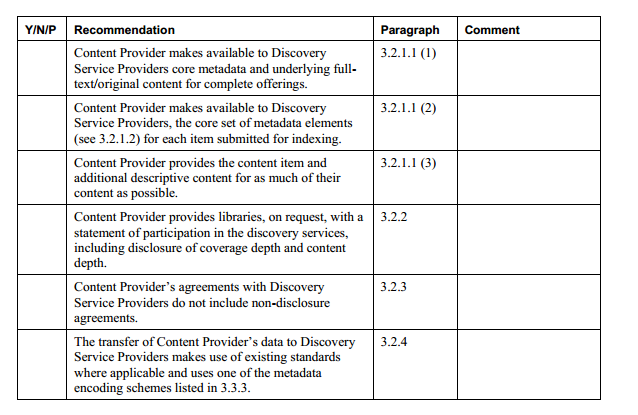 Y/N/P Recommendation Paragraph Comment
Content Provider makes available to Discovery 3.2.1.1 (1)
Service Providers core metadata and underlying full-
text/original content for complete offerings.
Content Provider makes available to Discovery 3.2.1.1 (2)
Service Providers, the core set of metadata elements
(see 3.2.1.2) for each item submitted for indexing.
Content Provider provides the content item and 3.2.1.1 (3)
additional descriptive content for as much of their
content as possible.
Content Provider provides libraries, on request, with a 3.2.2
statement of participation in the discovery services,
including disclosure of coverage depth and content
depth.
Content Provider's agreements with Discovery 3.2.3
Service Providers do not include non-disclosure
agreements.
The transfer of Content Provider's data to Discovery 3.2.4
Service Providers makes use of existing standards
where applicable and uses one of the metadata
encoding schemes listed in 3.3.3.